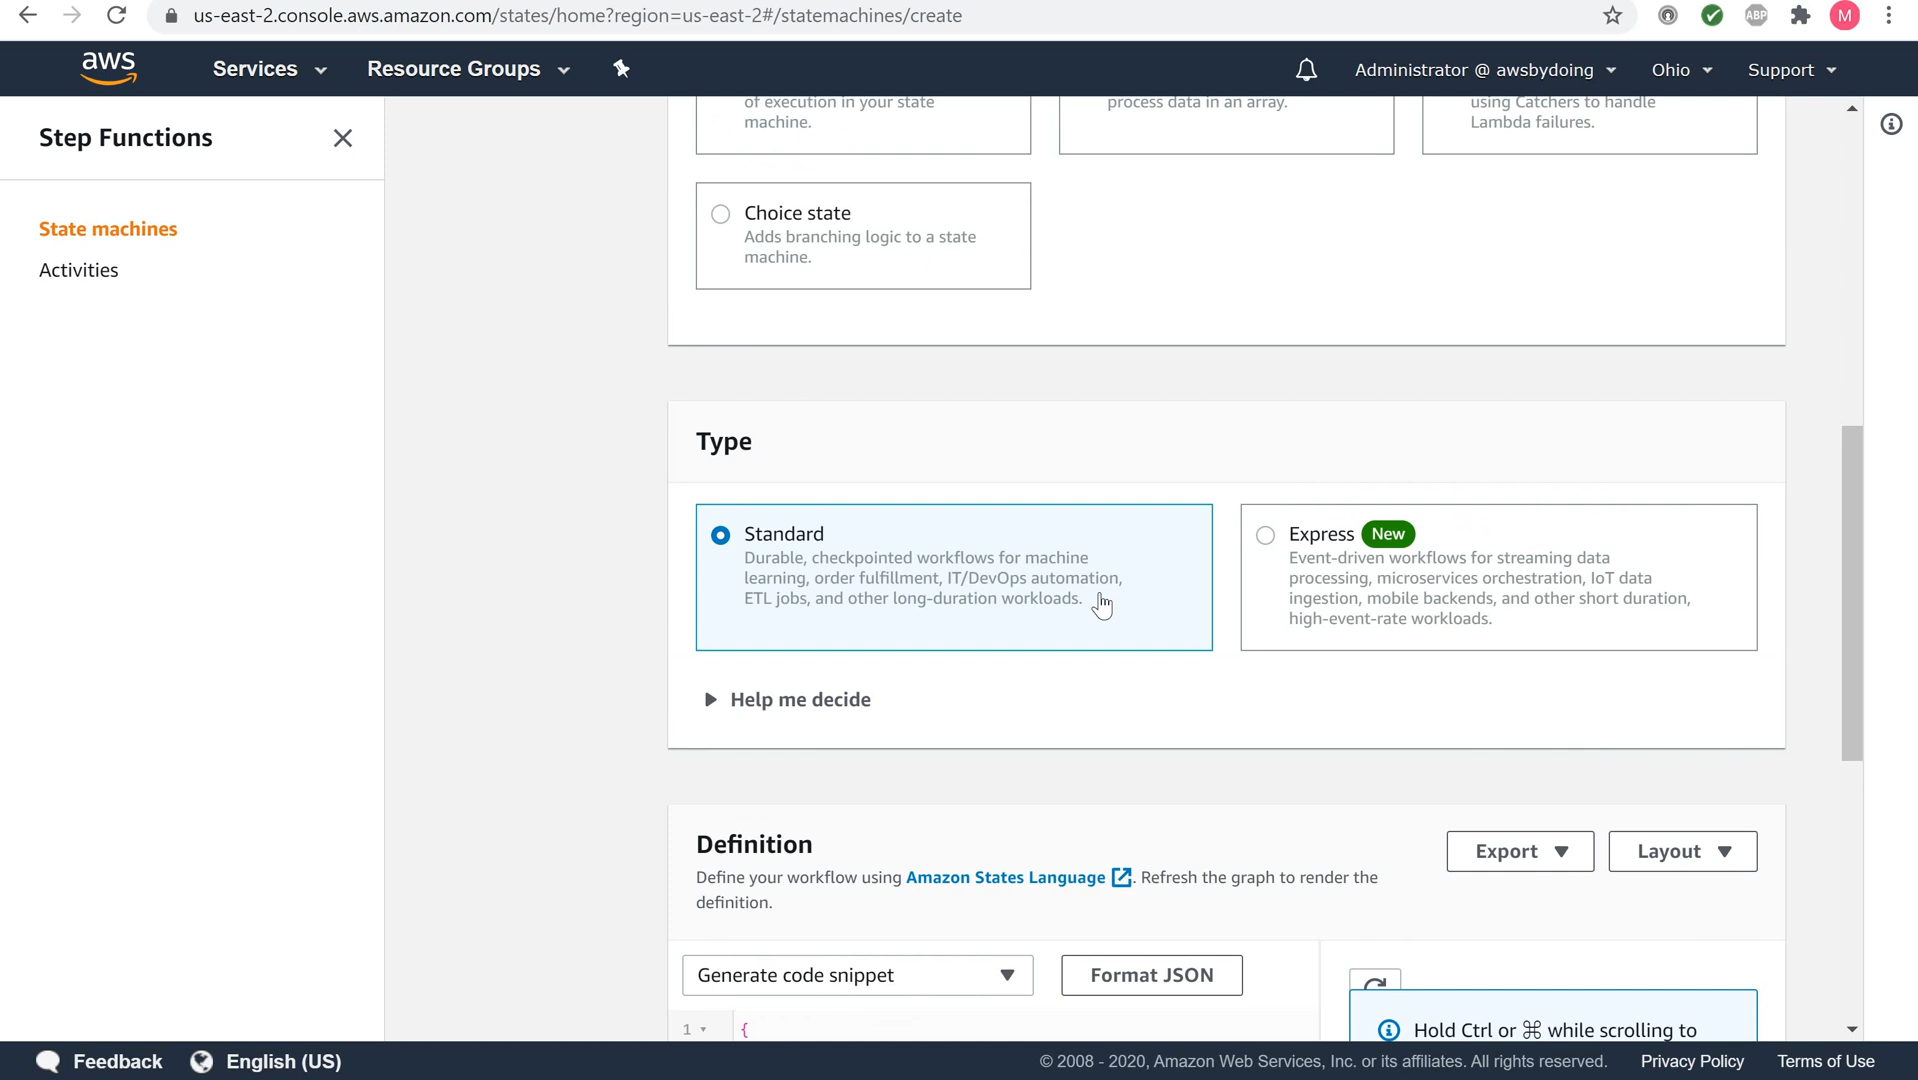 us-east-2.console.aws.amazon.com/states/home?region=us-east-2#/statemachines/create
ABP
M
aws
Services
Resource Groups
Administrator @ awsbydoing
Ohio
Support
Step Functions
State machines
Activities
of execution in your state
machine.
process data in an array.
using Catchers to handle
Lambda failures.
Choice state
Adds branching logic to a state
machine.
Type
Standard
Durable, checkpointed workflows for machine
learning, order fulfillment, IT/DevOps automation,
ETL jobs, and other long-duration workloads.
Express New
Event-driven workflows for streaming data
processing, microservices orchestration, IoT data
ingestion, mobile backends, and other short duration,
high-event-rate workloads.
Help me decide
Definition
Define your workflow using Amazon States Language . Refresh the graph to render the
definition.
Export
Layout
Generate code snippet
Format JSON
1
{
Hold Ctrl or ⌘ while scrolling to
Feedback
English (US)
© 2008 - 2020, Amazon Web Services, Inc. or its affiliates. All rights reserved.
Privacy Policy
Terms of Use